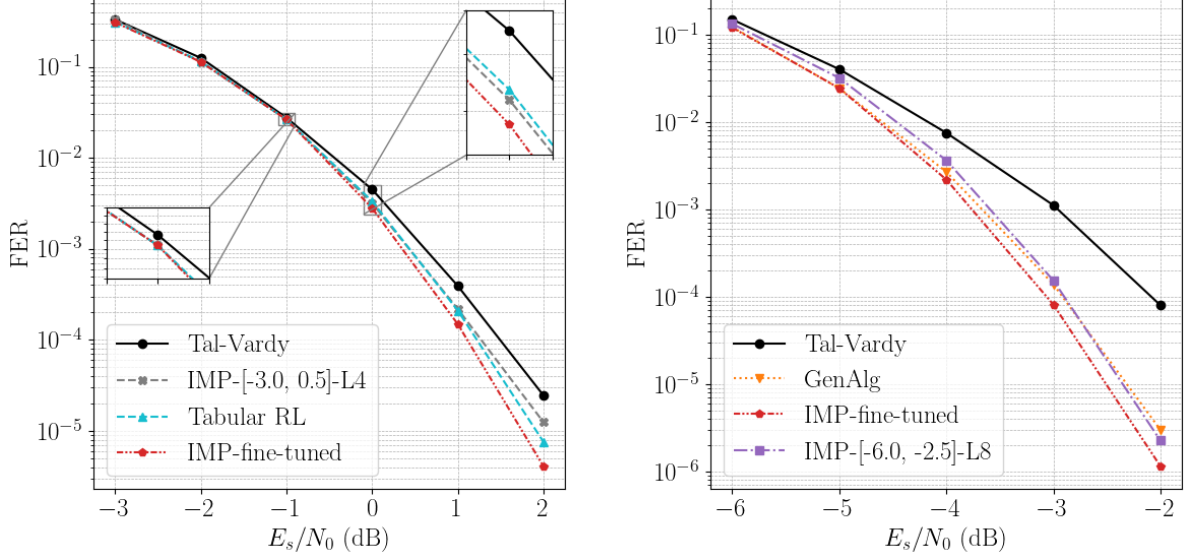 10⁻¹
10⁻²
10⁻³
10⁻⁴
10⁻⁵
FER
Tal-Vardy
IMP-[-3.0, 0.5]-L4
Tabular RL
IMP-fine-tuned
−3 −2 −1 0 1 2
E_s/N_0 (dB)
10⁻¹
10⁻²
10⁻³
10⁻⁴
10⁻⁵
10⁻⁶
FER
Tal-Vardy
GenAlg
IMP-fine-tuned
IMP-[-6.0, -2.5]-L8
−6 −5 −4 −3 −2
E_s/N_0 (dB)